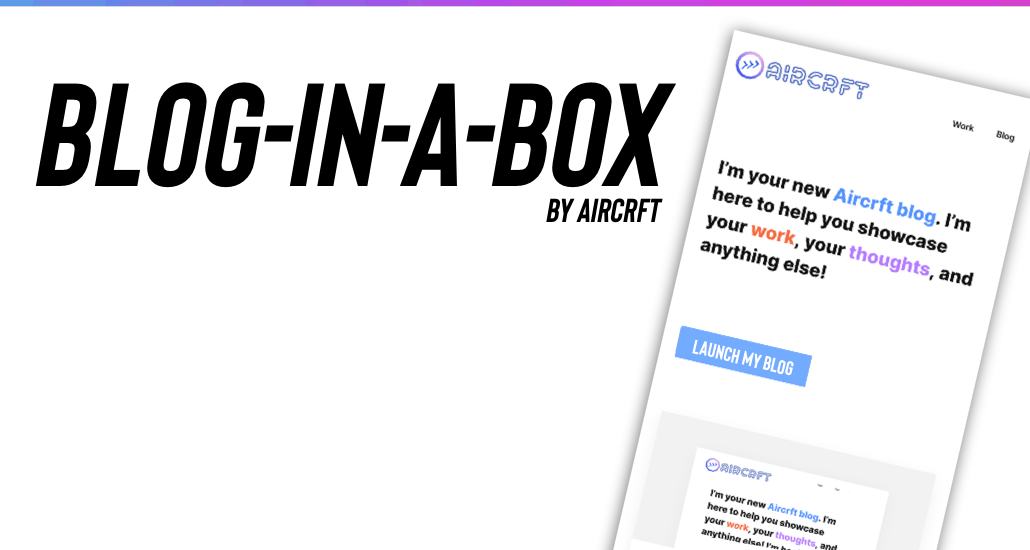 BLOG-IN-A-BOX
BY AIRCRFT
AIRCRFT
Work Blog
I'm your new Aircrft blog. I'm
here to help you showcase
your work, your thoughts, and
anything else!
LAUNCH MY BLOG
AIRCRFT
I'm your new Aircrft blog. I'm
here to help you showcase
your work, your thoughts, and
anything else! I'm